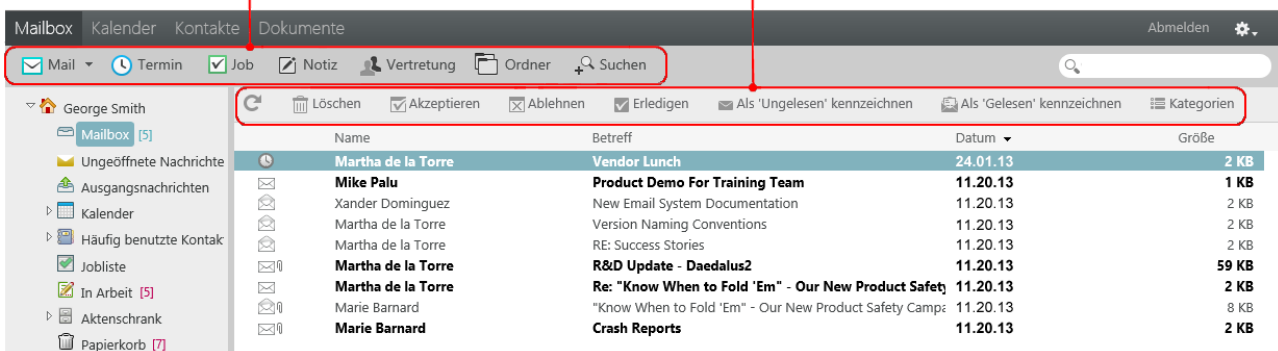 Mailbox Kalender Kontakte Dokumente Abmelden
Mail Termin Job Notiz Vertretung Ordner Suchen
Löschen Akzeptieren Ablehnen Erledigen Als 'Ungelesen' kennzeichnen Als 'Gelesen' kennzeichnen Kategorien
George Smith
Mailbox [5]
Ungeöffnete Nachrichte
Ausgangsnachrichten
Kalender
Häufig benutzte Kontak
Jobliste
In Arbeit [5]
Aktenschrank
Papierkorb [7]
Name Betreff Datum Größe
Martha de la Torre Vendor Lunch 24.01.13 2 KB
Mike Palu Product Demo For Training Team 11.20.13 1 KB
Xander Dominguez New Email System Documentation 11.20.13 2 KB
Martha de la Torre Version Naming Conventions 11.20.13 2 KB
Martha de la Torre RE: Success Stories 11.20.13 2 KB
Martha de la Torre R&D Update - Daedalus2 11.20.13 59 KB
Martha de la Torre Re: "Know When to Fold 'Em" - Our New Product Safety 11.20.13 2 KB
Marie Barnard "Know When to Fold 'Em" - Our New Product Safety Campa 11.20.13 8 KB
Marie Barnard Crash Reports 11.20.13 2 KB